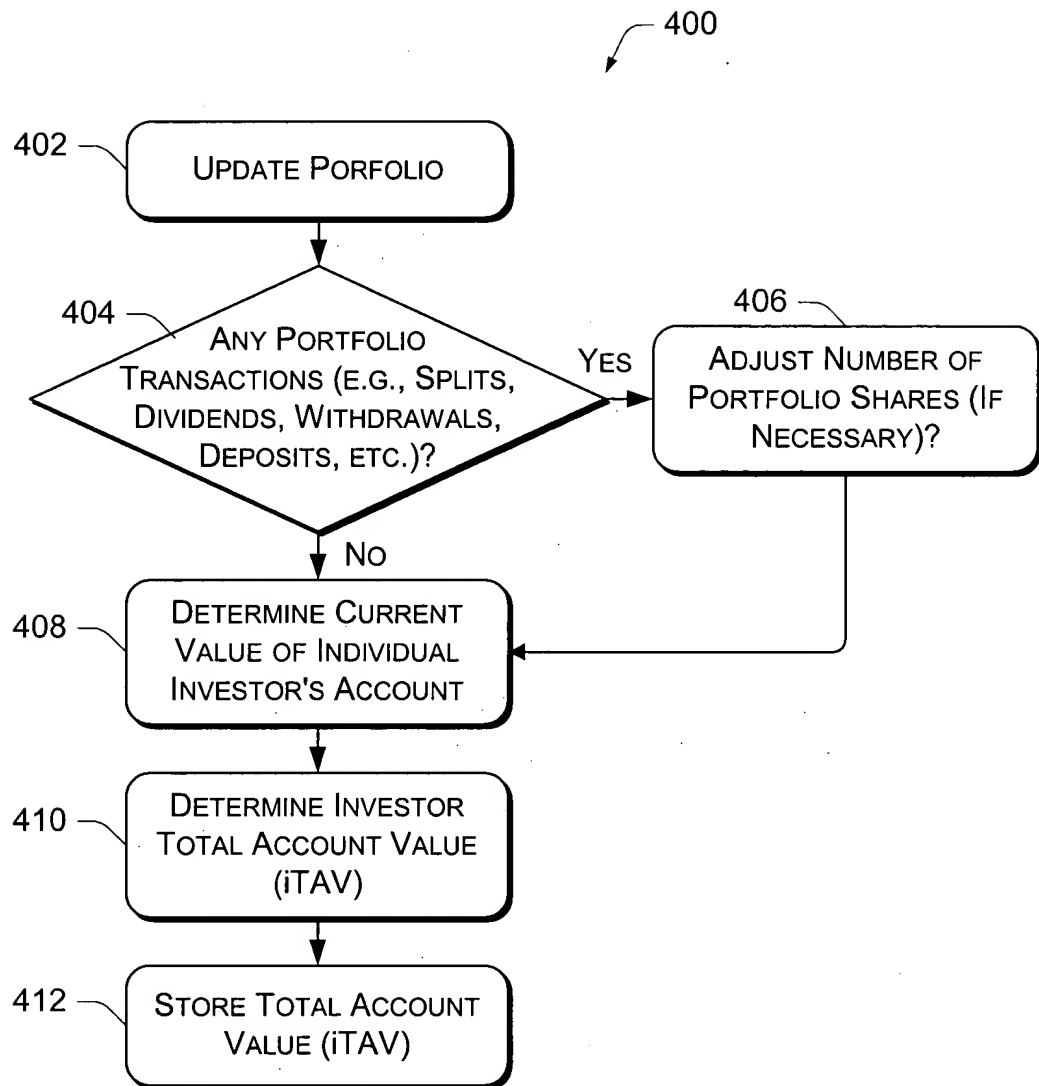 400
402
UPDATE PORFOLIO
404
ANY PORTFOLIO
TRANSACTIONS (E.G., SPLITS,
DIVIDENDS, WITHDRAWALS,
DEPOSITS, ETC.)?
YES
406
ADJUST NUMBER OF
PORTFOLIO SHARES (IF
NECESSARY)?
NO
408
DETERMINE CURRENT
VALUE OF INDIVIDUAL
INVESTOR'S ACCOUNT
410
DETERMINE INVESTOR
TOTAL ACCOUNT VALUE
(iTAV)
412
STORE TOTAL ACCOUNT
VALUE (iTAV)